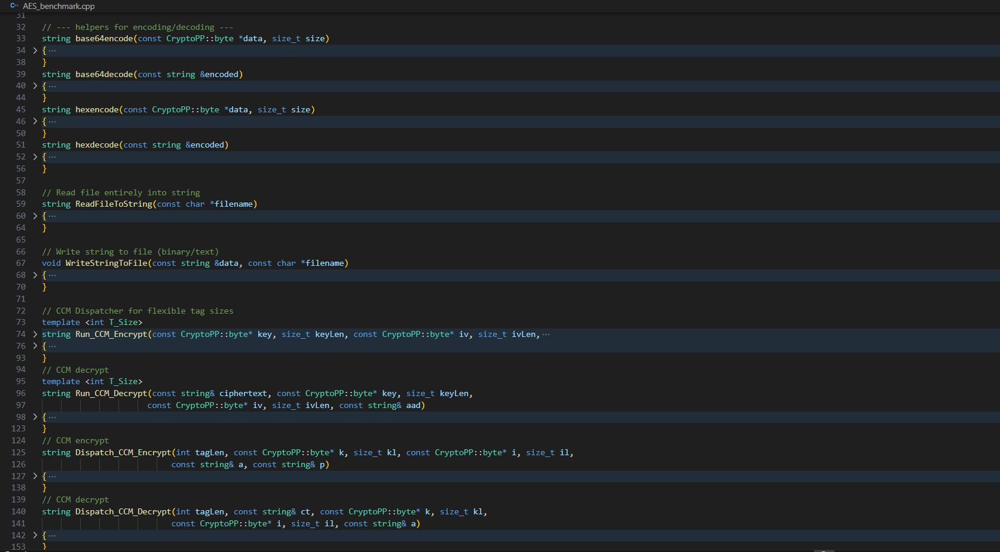 C++ AES_benchmark.cpp
31
32 // --- helpers for encoding/decoding ---
33 string base64encode(const CryptoPP::byte *data, size_t size)
34 > { ···
38 }
39 string base64decode(const string &encoded)
40 > { ···
44 }
45 string hexencode(const CryptoPP::byte *data, size_t size)
46 > { ···
50 }
51 string hexdecode(const string &encoded)
52 > { ···
56 }
57
58 // Read file entirely into string
59 string ReadFileToString(const char *filename)
60 > { ···
64 }
65
66 // Write string to file (binary/text)
67 void WriteStringToFile(const string &data, const char *filename)
68 > { ···
70 }
71
72 // CCM Dispatcher for flexible tag sizes
73 template <int T_Size>
74 > string Run_CCM_Encrypt(const CryptoPP::byte* key, size_t keyLen, const CryptoPP::byte* iv, size_t ivLen, ···
76 > { ···
93 }
94 // CCM decrypt
95 template <int T_Size>
96 string Run_CCM_Decrypt(const string& ciphertext, const CryptoPP::byte* key, size_t keyLen,
97 const CryptoPP::byte* iv, size_t ivLen, const string& aad)
98 > { ···
123 }
124 // CCM encrypt
125 string Dispatch_CCM_Encrypt(int tagLen, const CryptoPP::byte* k, size_t kl, const CryptoPP::byte* i, size_t il,
126 const string& a, const string& p)
127 > { ···
138 }
139 // CCM decrypt
140 string Dispatch_CCM_Decrypt(int tagLen, const string& ct, const CryptoPP::byte* k, size_t kl,
141 const CryptoPP::byte* i, size_t il, const string& a)
142 > { ···
153 }